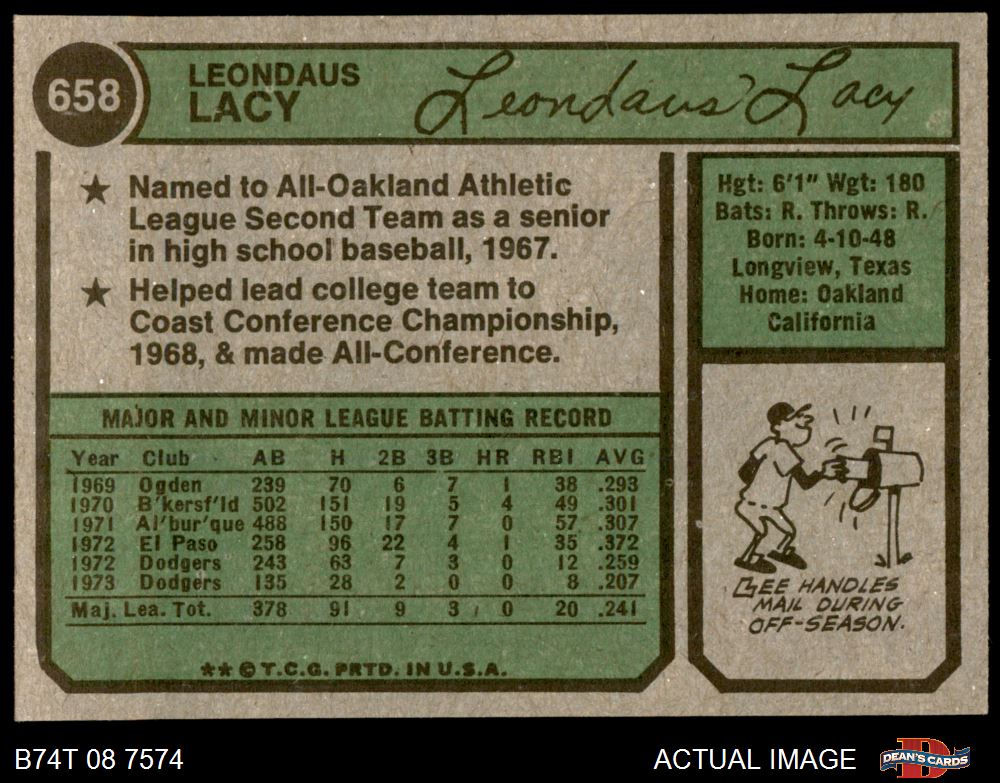 658
LEONDAUS
LACY
Leondaus Lacy
★ Named to All-Oakland Athletic
League Second Team as a senior
in high school baseball, 1967.
★ Helped lead college team to
Coast Conference Championship,
1968, & made All-Conference.
Hgt: 6'1" Wgt: 180
Bats: R. Throws: R.
Born: 4-10-48
Longview, Texas
Home: Oakland
California
MAJOR AND MINOR LEAGUE BATTING RECORD
Year Club AB H 2B 3B HR RBI AVG
1969 Ogden 239 70 6 7 1 38 .293
1970 B'kersf'ld 502 151 19 5 4 49 .301
1971 Al'bur'que 488 150 17 7 0 57 .307
1972 El Paso 258 96 22 4 1 35 .372
1972 Dodgers 243 63 7 3 0 12 .259
1973 Dodgers 135 28 2 0 0 8 .207
Maj. Lea. Tot. 378 91 9 3 0 20 .241
** © T.C.G. PRTD. IN U.S.A.
LEE HANDLES
MAIL DURING
OFF-SEASON.
B74T 08 7574
ACTUAL IMAGE
DEAN'S CARDS